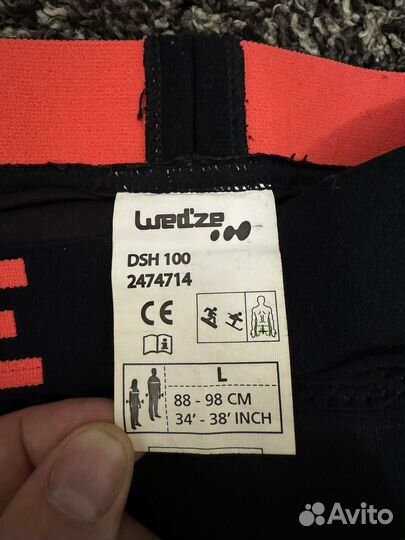 Wed'ze
DSH 100
2474714
CE
i
L
88 - 98 CM
34' - 38' INCH
Avito